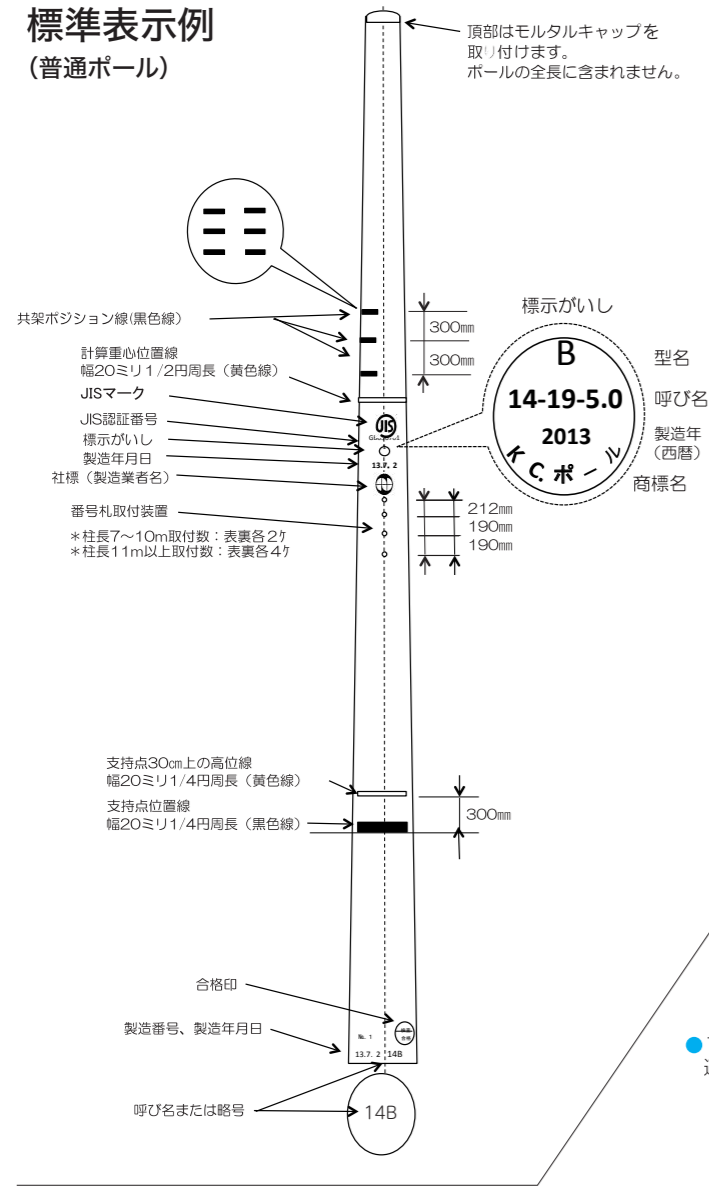 標準表示例
(普通ポール)
頂部はモルタルキャップを
取り付けます。
ポールの全長に含まれません。
共架ポジション線(黒色線)
300㎜
300㎜
計算重心位置線
幅20ミリ1/2円周長（黄色線）
JISマーク
JIS
JIS認証番号
標示がいし
製造年月日
13.7. 2
社標（製造業者名）
標示がいし
B
型名
14-19-5.0
呼び名
2013
製造年
(西暦)
K.C.ポール
商標名
番号札取付装置
＊柱長7～10m取付数：表裏各2ケ
＊柱長11m以上取付数：表裏各4ケ
212㎜
190㎜
190㎜
支持点30㎝上の高位線
幅20ミリ1/4円周長（黄色線）
支持点位置線
幅20ミリ1/4円周長（黒色線）
300㎜
合格印
製造番号、製造年月日
№. 1
合格
13.7. 2 14B
呼び名または略号
14B